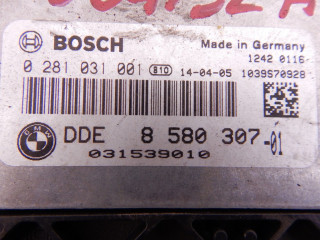 BOSCH
Made in Germany
1242 0116
0 281 031 001 B10 14-04-05 1039S70928
BMW
DDE 8 580 307-01
031539010